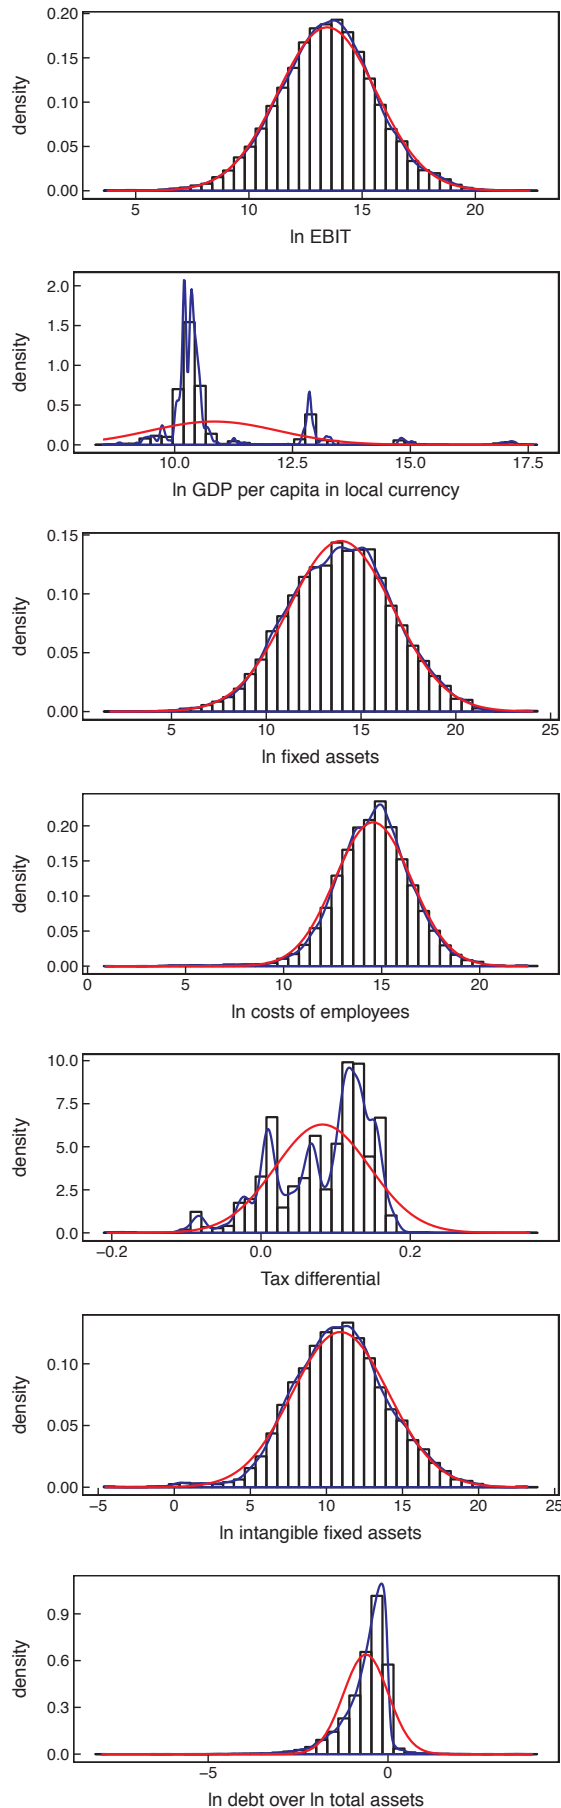 density
0.20
0.15
0.10
0.05
0.00
5 10 15 20
ln EBIT
density
2.0
1.5
1.0
0.5
0.0
10.0 12.5 15.0 17.5
ln GDP per capita in local currency
density
0.15
0.10
0.05
0.00
5 10 15 20 25
ln fixed assets
density
0.20
0.15
0.10
0.05
0.00
0 5 10 15 20
ln costs of employees
density
10.0
7.5
5.0
2.5
0.0
−0.2 0.0 0.2
Tax differential
density
0.10
0.05
0.00
−5 0 5 10 15 20 25
ln intangible fixed assets
density
0.9
0.6
0.3
0.0
−5 0
ln debt over ln total assets